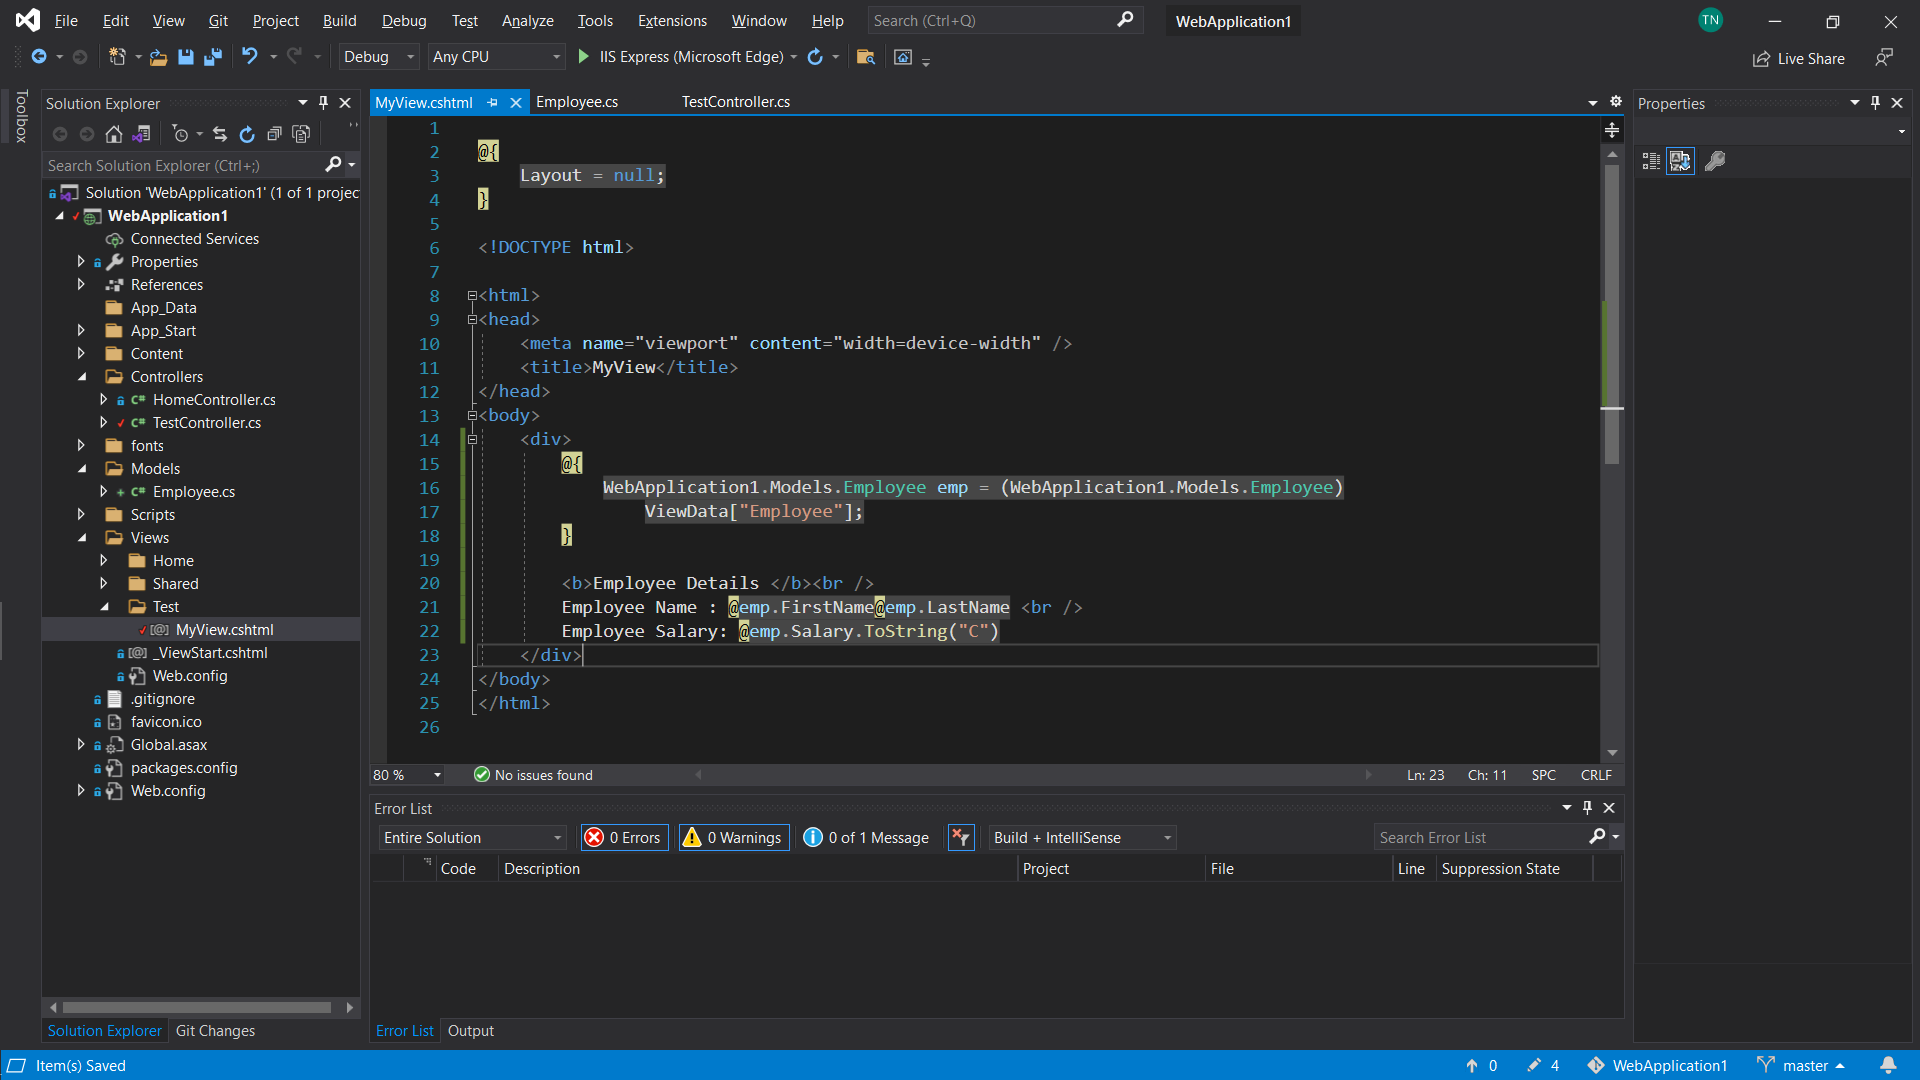 File Edit View Git Project Build Debug Test Analyze Tools Extensions Window Help Search (Ctrl+Q) WebApplication1 TN
Debug Any CPU IIS Express (Microsoft Edge) Live Share
Toolbox
Solution Explorer
Search Solution Explorer (Ctrl+;)
Solution 'WebApplication1' (1 of 1 projec
WebApplication1
Connected Services
Properties
References
App_Data
App_Start
Content
Controllers
C# HomeController.cs
C# TestController.cs
fonts
Models
C# Employee.cs
Scripts
Views
Home
Shared
Test
[@] MyView.cshtml
[@] _ViewStart.cshtml
Web.config
.gitignore
favicon.ico
Global.asax
packages.config
Web.config
Solution Explorer Git Changes
MyView.cshtml Employee.cs TestController.cs
1
2 @{
3 Layout = null;
4 }
5
6 <!DOCTYPE html>
7
8 <html>
9 <head>
10 <meta name="viewport" content="width=device-width" />
11 <title>MyView</title>
12 </head>
13 <body>
14 <div>
15 @{
16 WebApplication1.Models.Employee emp = (WebApplication1.Models.Employee)
17 ViewData["Employee"];
18 }
19
20 <b>Employee Details </b><br />
21 Employee Name : @emp.FirstName@emp.LastName <br />
22 Employee Salary: @emp.Salary.ToString("C")
23 </div>
24 </body>
25 </html>
26
80 % No issues found Ln: 23 Ch: 11 SPC CRLF
Error List
Entire Solution 0 Errors 0 Warnings 0 of 1 Message Build + IntelliSense Search Error List
Code Description Project File Line Suppression State
Error List Output
Properties
Item(s) Saved 0 4 WebApplication1 master